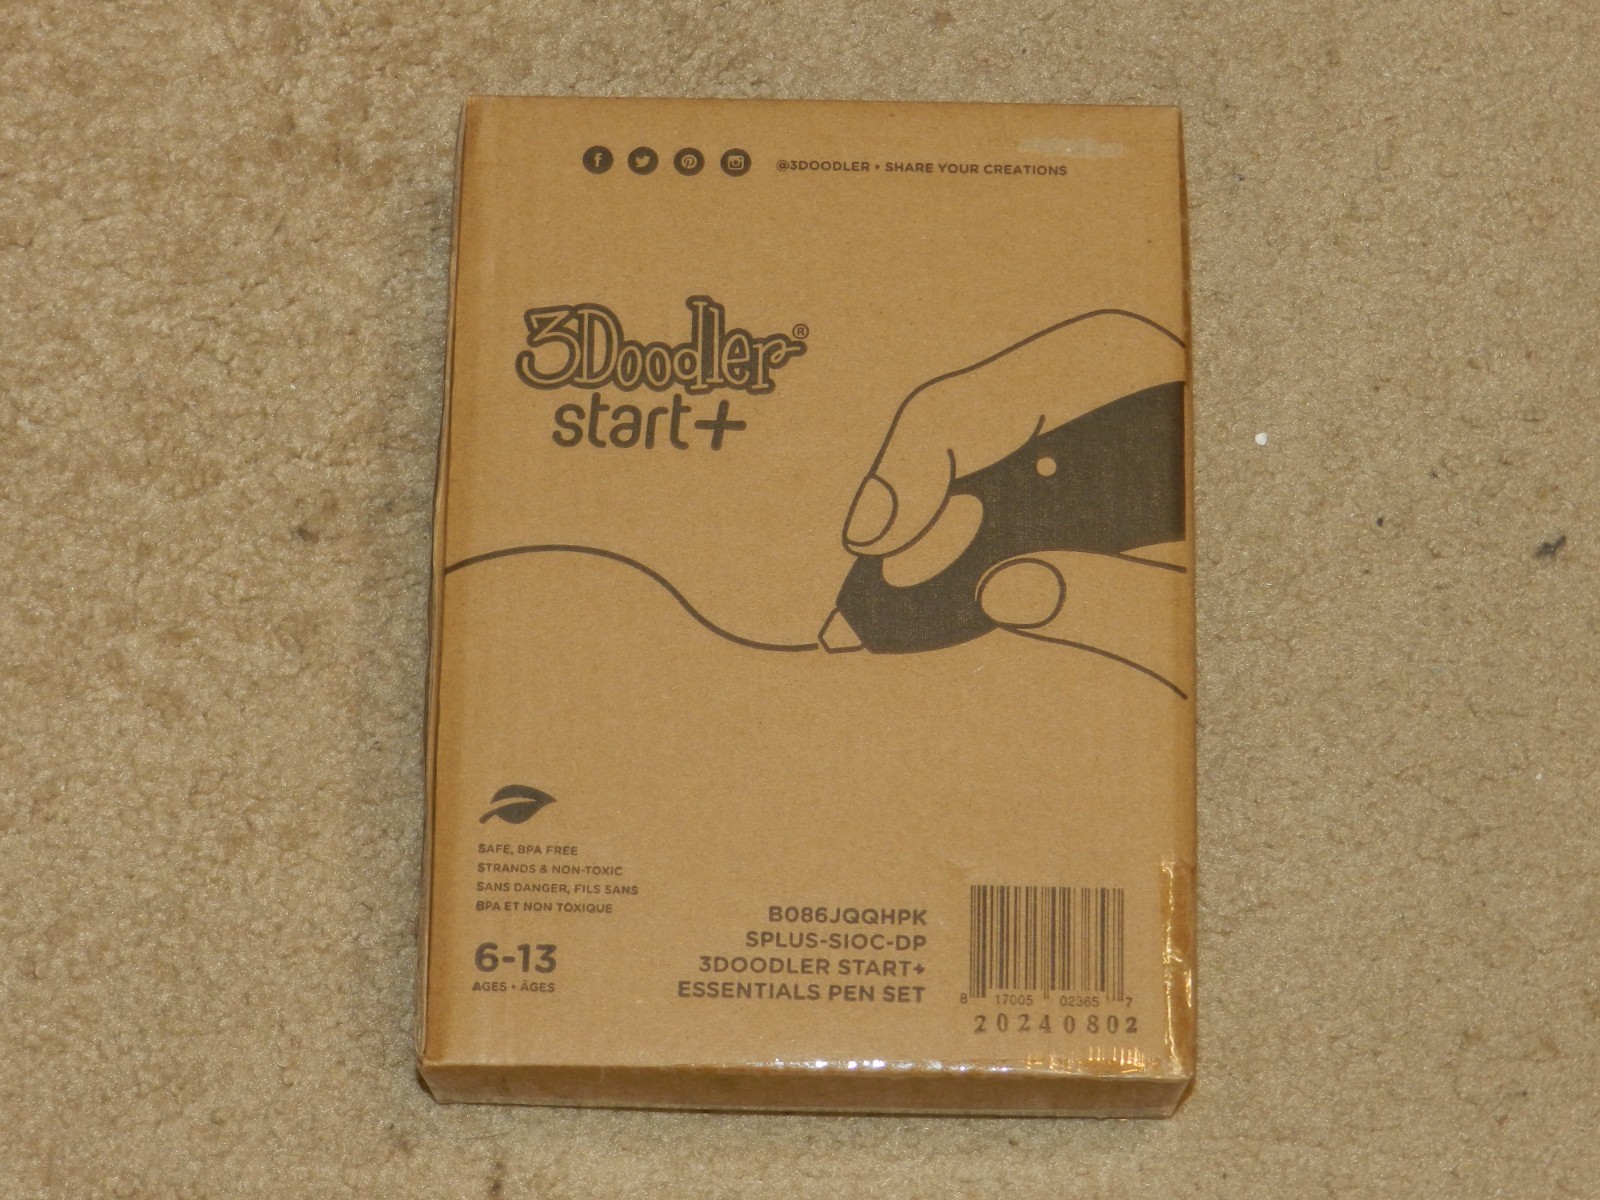 @3DOODLER • SHARE YOUR CREATIONS
3Doodler®
start+
SAFE, BPA FREE
STRANDS & NON-TOXIC
SANS DANGER, FILS SANS
BPA ET NON TOXIQUE
6-13
AGES • ÂGES
B086JQQHPK
SPLUS-SIOC-DP
3DOODLER START+
ESSENTIALS PEN SET
8 17005 02365 7
20240802